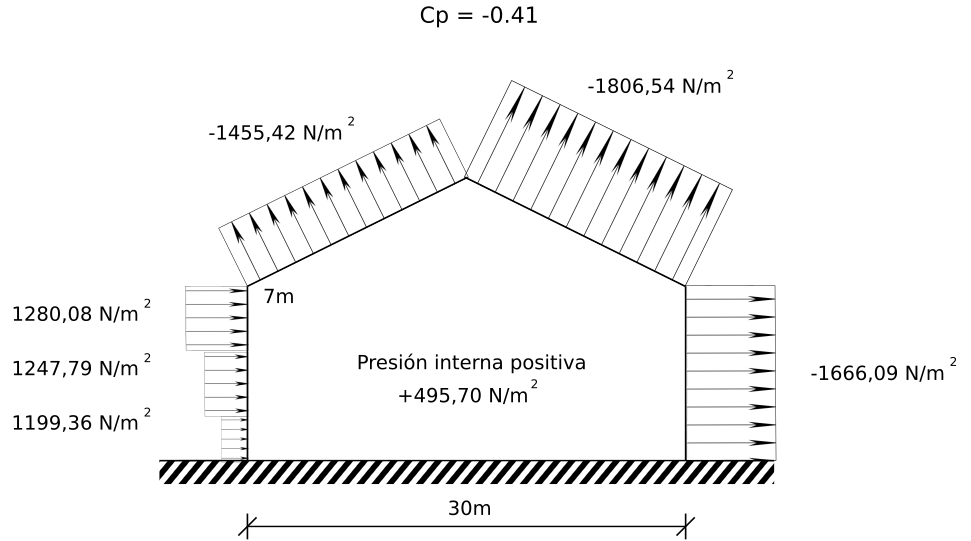 Cp = -0.41
-1806,54 N/m²
-1455,42 N/m²
7m
1280,08 N/m²
1247,79 N/m²
1199,36 N/m²
Presión interna positiva
+495,70 N/m²
-1666,09 N/m²
30m